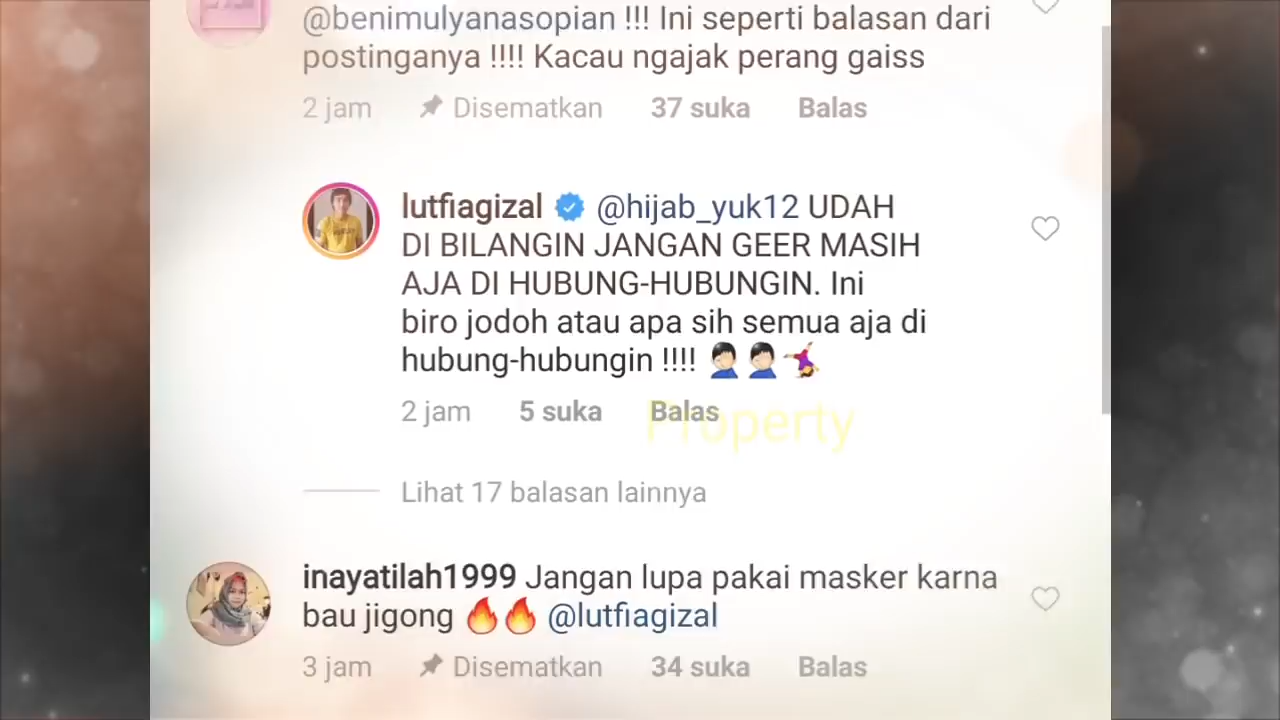 @benimulyanasopian !!! Ini seperti balasan dari
postinganya !!!! Kacau ngajak perang gaiss
2 jam Disematkan 37 suka Balas
lutfiagizal @hijab_yuk12 UDAH
DI BILANGIN JANGAN GEER MASIH
AJA DI HUBUNG-HUBUNGIN. Ini
biro jodoh atau apa sih semua aja di
hubung-hubungin !!!! 🤦🏻‍♂️🤦🏻‍♂️🤸‍♀️
2 jam 5 suka Balas
Property
Lihat 17 balasan lainnya
inayatilah1999 Jangan lupa pakai masker karna
bau jigong 🔥🔥 @lutfiagizal
3 jam Disematkan 34 suka Balas